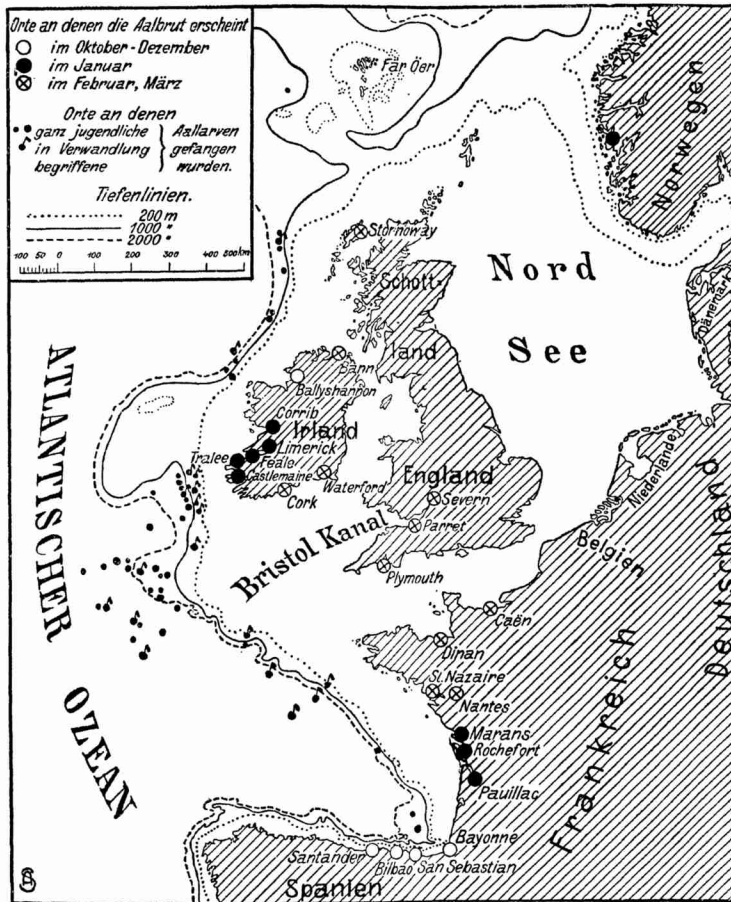 Orte an denen die Aalbrut erscheint
im Oktober-Dezember
im Januar
im Februar, März
Orte an denen
ganz jugendliche
in Verwandlung
begriffene
Aallarven
gefangen
wurden.
Tiefenlinien.
200 m
1000 "
2000 "
100 50 0 100 200 300 400 500 km
Får Öer
Norwegen
Stornoway
Schott-
land
Nord
See
Dänemark
Bann
Ballyshannon
Corrib
Irland
Limerick
Tralee
Feale
Castlemaine
Waterford
Cork
England
Severn
Parret
Bristol Kanal
Plymouth
Niederlande
Belgien
Deutschland
ATLANTISCHER
OZEAN
Caën
Dinan
St. Nazaire
Nantes
Marans
Rochefort
Pauillac
Frankreich
Bayonne
Santander
Bilbao
San Sebastian
Spanien